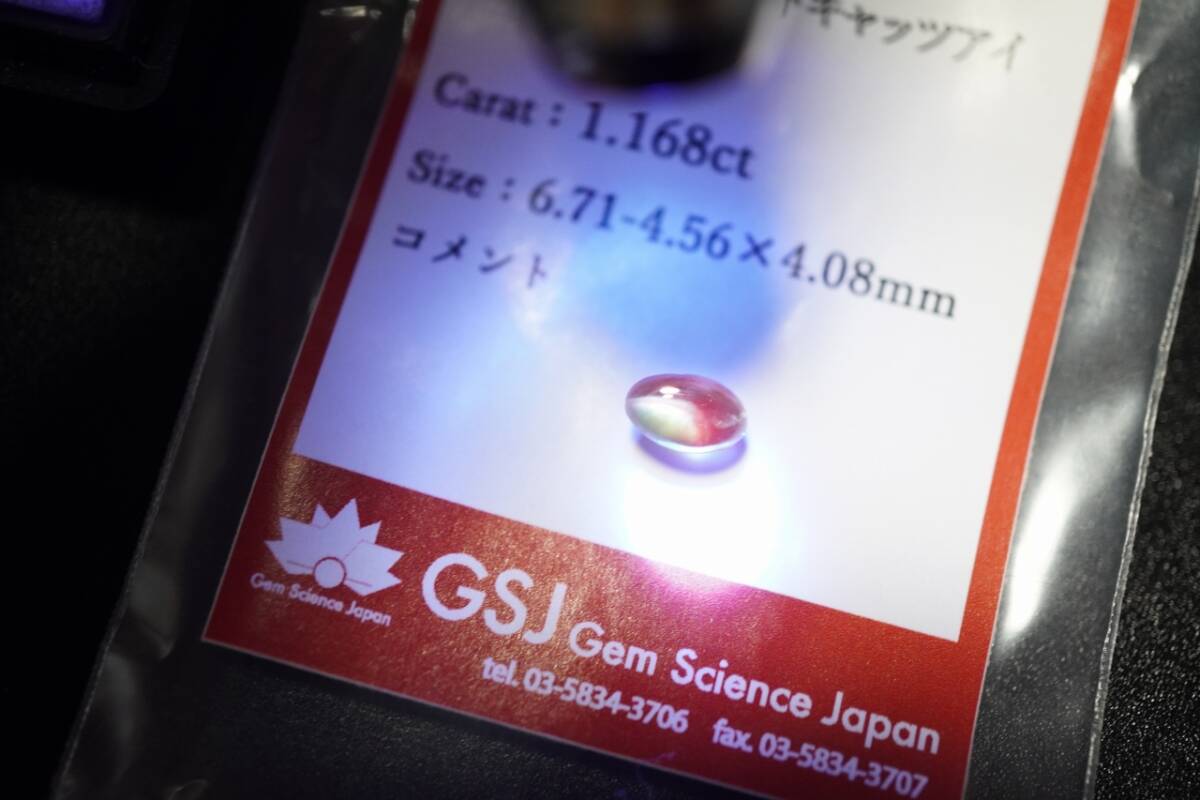 キャッツアイ
Carat：1.168ct
Size：6.71-4.56×4.08mm
コメント
Gem Science Japan
GSJ Gem Science Japan
tel. 03-5834-3706 fax. 03-5834-3707